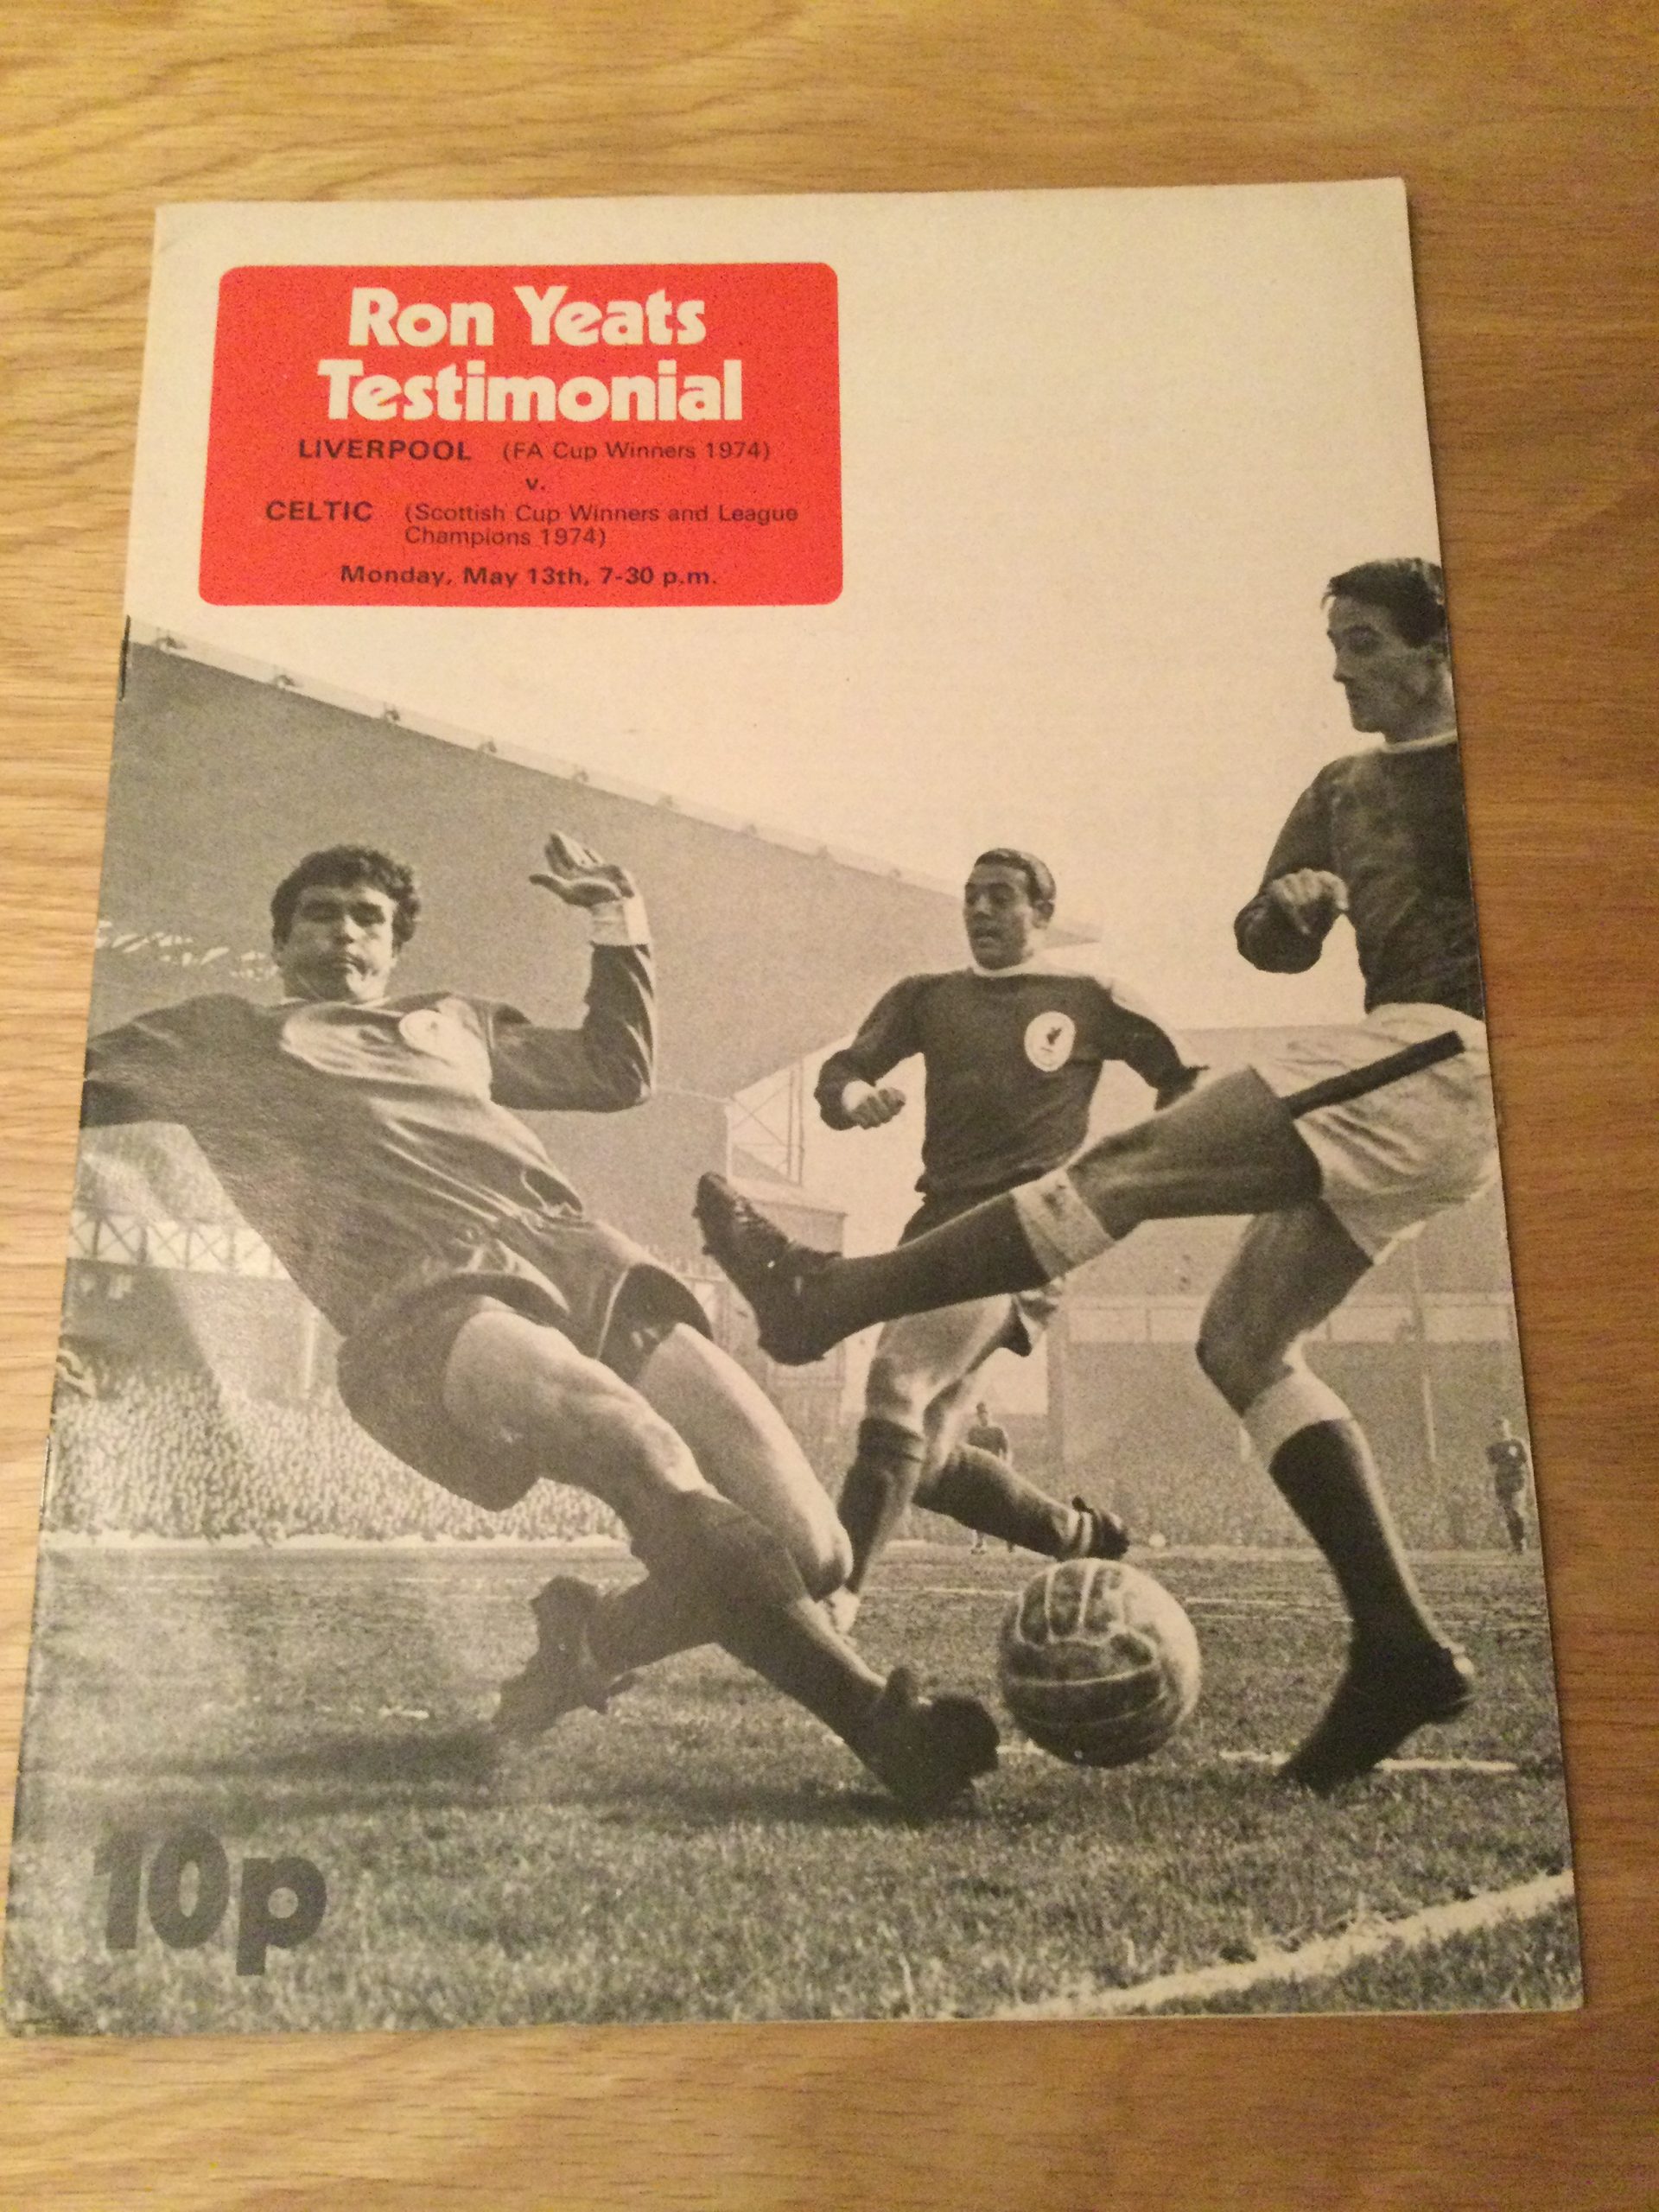 Ron Yeats
Testimonial
LIVERPOOL (FA Cup Winners 1974)
v.
CELTIC (Scottish Cup Winners and League
Champions 1974)
Monday, May 13th, 7-30 p.m.
10p